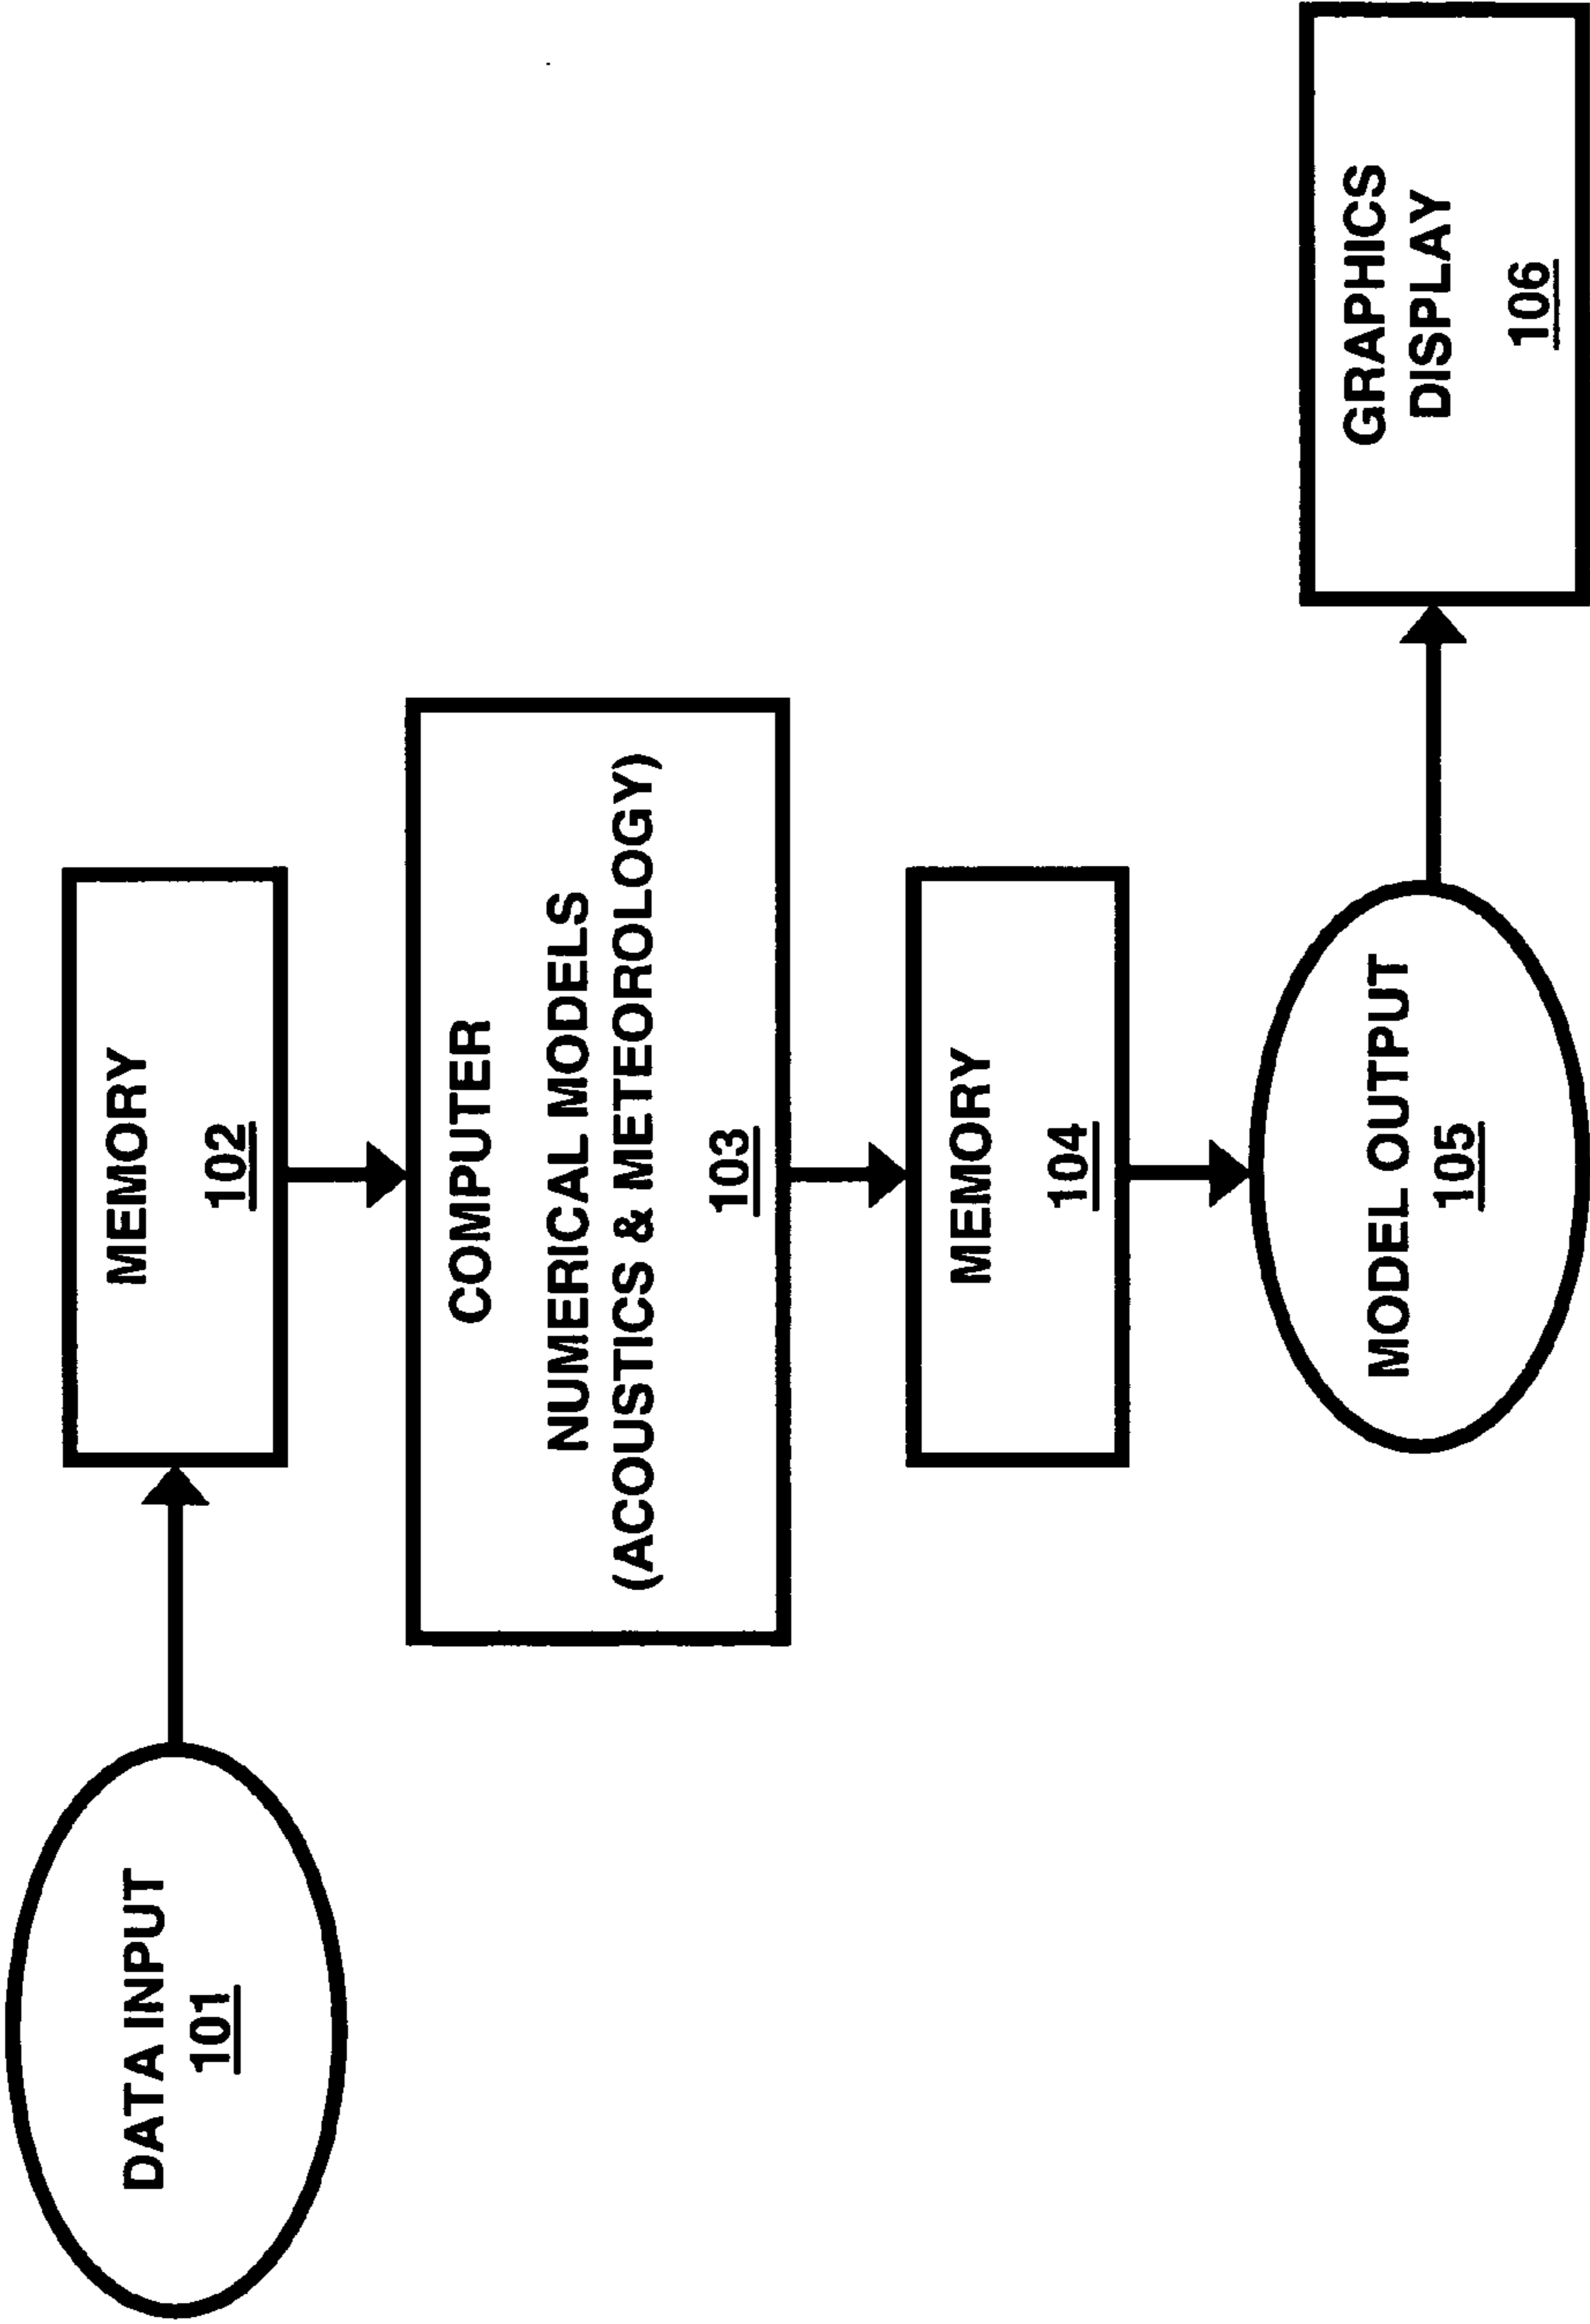 DATA INPUT
101
MEMORY
102
COMPUTER
NUMERICAL MODELS
(ACOUSTICS & METEOROLOGY)
103
MEMORY
104
MODEL OUTPUT
105
GRAPHICS
DISPLAY
106